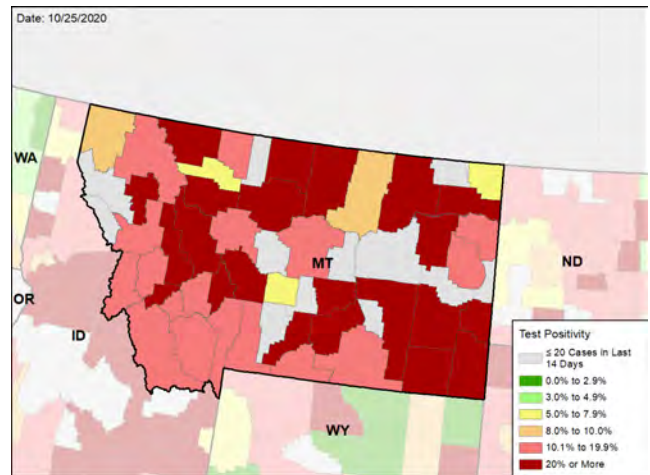 Date: 10/25/2020
WA
MT
ND
OR
ID
WY
Test Positivity
≤ 20 Cases in Last
14 Days
0.0% to 2.9%
3.0% to 4.9%
5.0% to 7.9%
8.0% to 10.0%
10.1% to 19.9%
20% or More